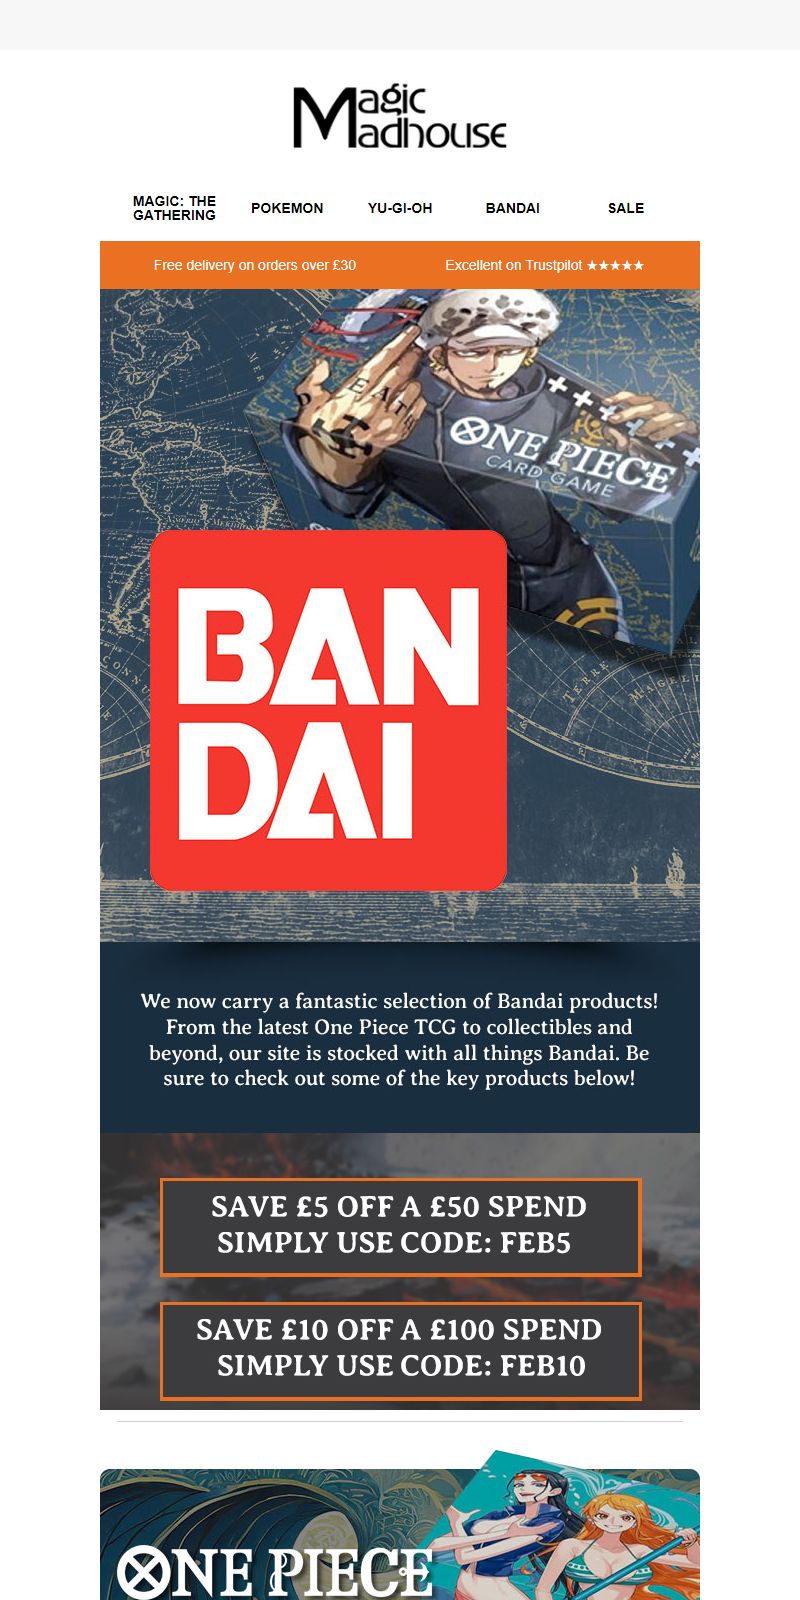 Magic
Madhouse
MAGIC: THE
GATHERING
POKEMON
YU-GI-OH
BANDAI
SALE
Free delivery on orders over £30
Excellent on Trustpilot ★★★★★
DEATH
ONE PIECE
CARD GAME
BAN
DAI
TERRE AUSTRAL
MAGELL
We now carry a fantastic selection of Bandai products!
From the latest One Piece TCG to collectibles and
beyond, our site is stocked with all things Bandai. Be
sure to check out some of the key products below!
SAVE £5 OFF A £50 SPEND
SIMPLY USE CODE: FEB5
SAVE £10 OFF A £100 SPEND
SIMPLY USE CODE: FEB10
ONE PIECE